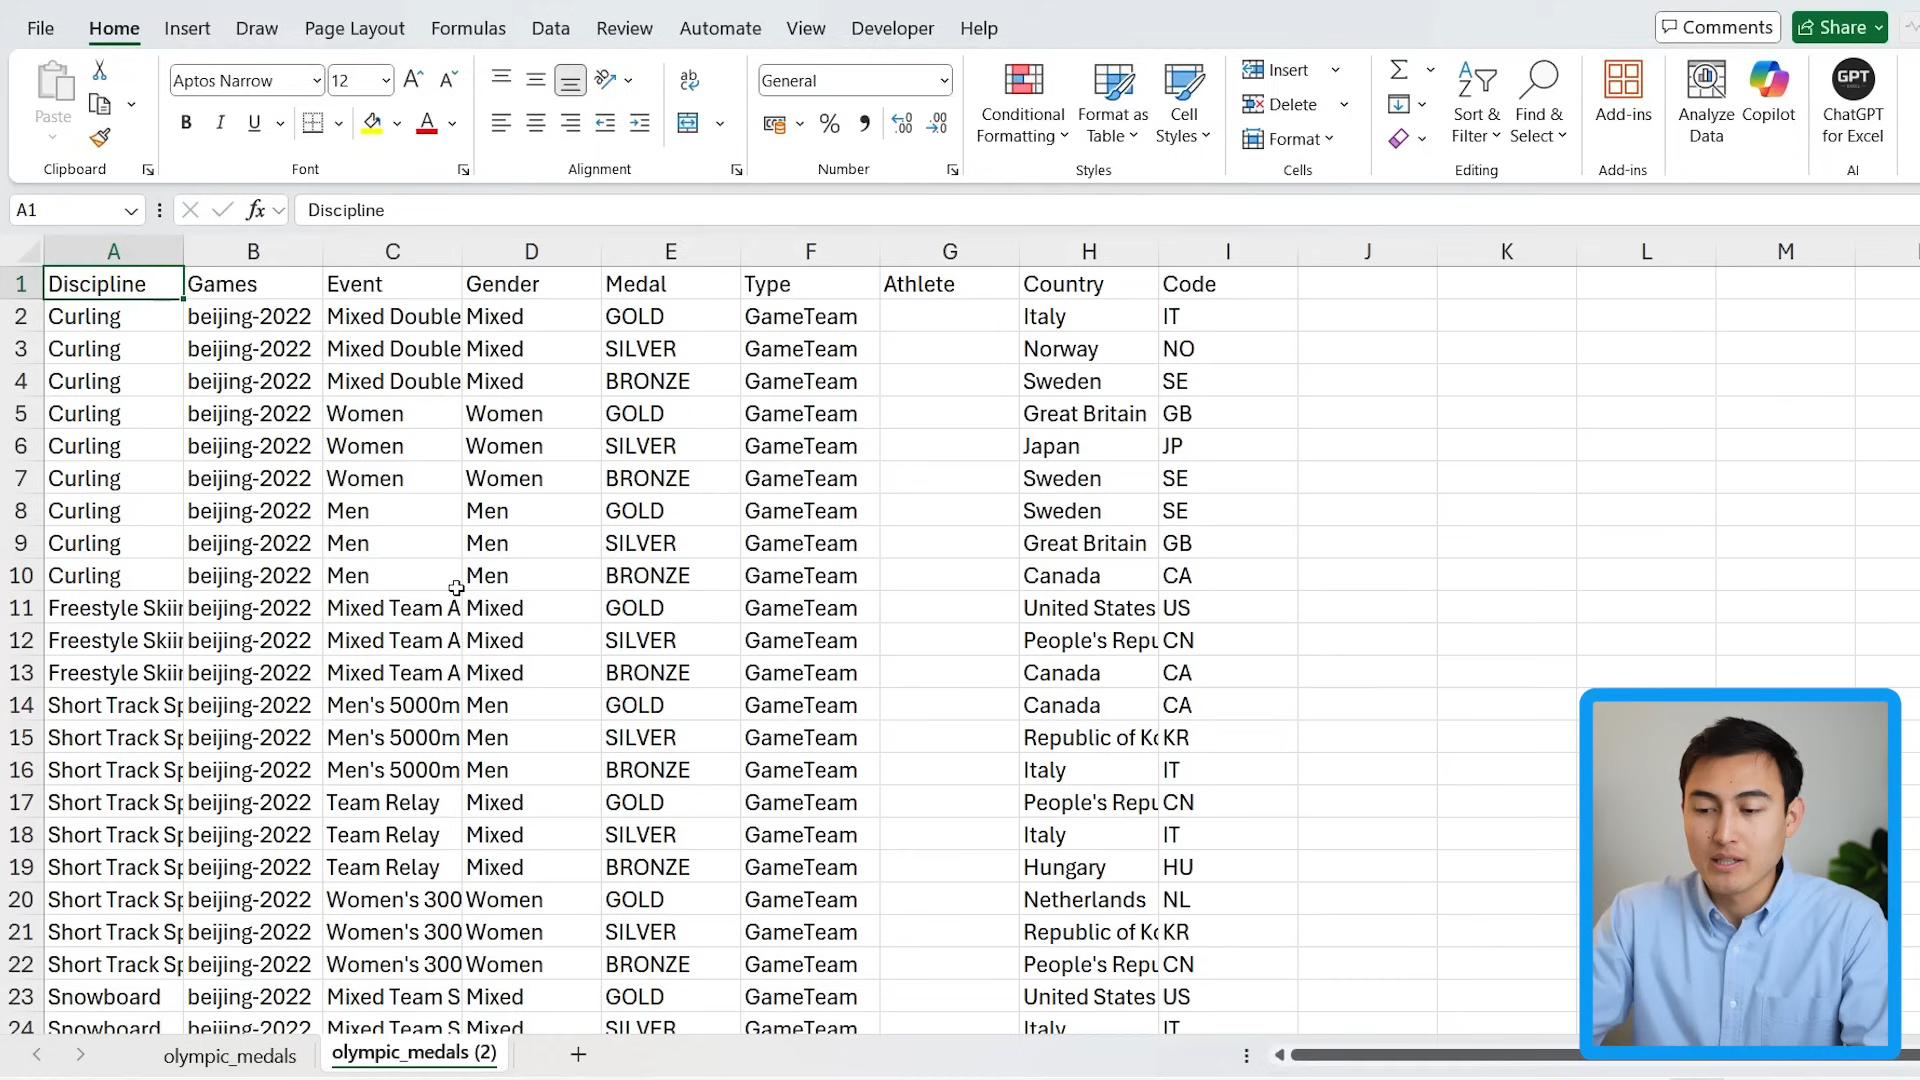 File Home Insert Draw Page Layout Formulas Data Review Automate View Developer Help Comments Share
Paste Clipboard
Aptos Narrow 12 B I U A Font
ab Alignment
General % Number
Conditional Formatting Format as Table Cell Styles Styles
Insert Delete Format Cells
Sort & Filter Find & Select Editing
Add-ins Add-ins
Analyze Data Copilot
GPT ChatGPT for Excel AI
A1 fx Discipline
A B C D E F G H I J K L M
1 Discipline Games Event Gender Medal Type Athlete Country Code
2 Curling beijing-2022 Mixed Double Mixed GOLD GameTeam Italy IT
3 Curling beijing-2022 Mixed Double Mixed SILVER GameTeam Norway NO
4 Curling beijing-2022 Mixed Double Mixed BRONZE GameTeam Sweden SE
5 Curling beijing-2022 Women Women GOLD GameTeam Great Britain GB
6 Curling beijing-2022 Women Women SILVER GameTeam Japan JP
7 Curling beijing-2022 Women Women BRONZE GameTeam Sweden SE
8 Curling beijing-2022 Men Men GOLD GameTeam Sweden SE
9 Curling beijing-2022 Men Men SILVER GameTeam Great Britain GB
10 Curling beijing-2022 Men Men BRONZE GameTeam Canada CA
11 Freestyle Skiin beijing-2022 Mixed Team A Mixed GOLD GameTeam United States US
12 Freestyle Skiin beijing-2022 Mixed Team A Mixed SILVER GameTeam People's Repu CN
13 Freestyle Skiin beijing-2022 Mixed Team A Mixed BRONZE GameTeam Canada CA
14 Short Track Sp beijing-2022 Men's 5000m Men GOLD GameTeam Canada CA
15 Short Track Sp beijing-2022 Men's 5000m Men SILVER GameTeam Republic of Ko KR
16 Short Track Sp beijing-2022 Men's 5000m Men BRONZE GameTeam Italy IT
17 Short Track Sp beijing-2022 Team Relay Mixed GOLD GameTeam People's Repu CN
18 Short Track Sp beijing-2022 Team Relay Mixed SILVER GameTeam Italy IT
19 Short Track Sp beijing-2022 Team Relay Mixed BRONZE GameTeam Hungary HU
20 Short Track Sp beijing-2022 Women's 300 Women GOLD GameTeam Netherlands NL
21 Short Track Sp beijing-2022 Women's 300 Women SILVER GameTeam Republic of Ko KR
22 Short Track Sp beijing-2022 Women's 300 Women BRONZE GameTeam People's Repu CN
23 Snowboard beijing-2022 Mixed Team S Mixed GOLD GameTeam United States US
24 Snowboard beijing-2022 Mixed Team S Mixed SILVER GameTeam Italy IT
olympic_medals olympic_medals (2)